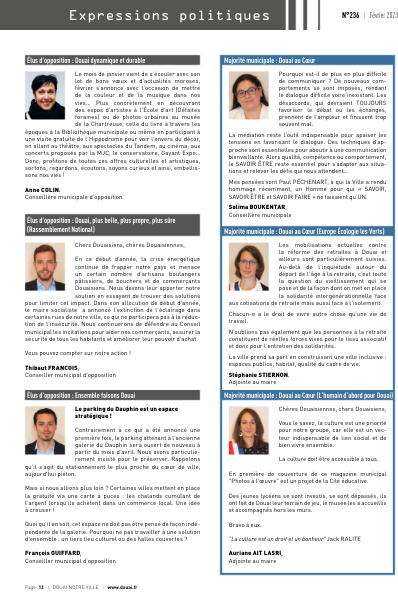 Expressions politiques
N°236 | Février 2023
Élus d'opposition : Douai dynamique et durable
Le mois de janvier vient de s'écouler avec son
lot de bons vœux et d'actualités moroses,
février s'annonce avec l'occasion de mettre
de la couleur et de la musique dans nos
vies... Plus concrètement en découvrant
des expos d'artistes à l'École d'art (Défaites
foraines) ou de photos urbaines au musée
de la Chartreuse, celle du livre à travers les
époques à la Bibliothèque municipale ou même en participant à
une visite gratuite de l'Hippodrome pour voir l'envers du décor,
en allant au théâtre, aux spectacles du Tandem, au cinéma, aux
concerts proposés par la MJC, le conservatoire, Gayant Expo...
Donc, profitons de toutes ces offres culturelles et artistiques,
sortons, regardons, écoutons, soyons curieux et ainsi, embellis-
sons nos vies !
Anne COLIN,
Conseillère municipale d'opposition
Élus d'opposition : Douai, plus belle, plus propre, plus sûre
(Rassemblement National)
Chers Douaisiens, chères Douaisiennes,
En ce début d'année, la crise énergétique
continue de frapper notre pays et menace
un certain nombre d'artisans boulangers
pâtissiers, de bouchers et de commerçants
Douaisiens. Nous devons leur apporter notre
soutien en essayant de trouver des solutions
pour limiter cet impact. Dans son allocution de début d'année,
le maire socialiste a annoncé l'extinction de l'éclairage dans
certaines rues de notre ville, ce qui ne participera pas à la réduc-
tion de l'insécurité. Nous continuerons de défendre au Conseil
municipal les incitations pour aider nos commerçants, assurer la
sécurité de tous les habitants et améliorer leur pouvoir d'achat.
Vous pouvez compter sur notre action !
Thibaut FRANCOIS,
Conseiller municipal d'opposition
Élus d'opposition : Ensemble faisons Douai
Le parking du Dauphin est un espace
stratégique !
Contrairement à ce qui a été annoncé une
première fois, le parking attenant à l'ancienne
galerie du Dauphin sera ouvert de nouveau à
partir du mois d'avril. Nous avons particuliè-
rement insisté pour le préserver. Rappelons
qu'il s'agit du stationnement le plus proche du cœur de ville,
aujourd'hui piéton.
Mais si nous allions plus loin ? Certaines villes mettent en place
la gratuité via une carte à puces : les chalands cumulant de
l'argent lorsqu'ils achètent dans un commerce local. Une idée
à creuser !
Quoi qu'il en soit, cet espace ne doit pas être pensé de façon indé-
pendante de la galerie. Pourquoi ne pas travailler à une solution
d'ensemble : un tiers lieu culturel ou des halles couvertes ?
François GUIFFARD,
Conseiller municipal d'opposition
Majorité municipale : Douai au Cœur
Pourquoi est-il de plus en plus difficile de
communiquer ? De nouveaux com-
portements se sont imposés, rendant
le dialogue difficile voire inexistant. Les
désaccords, qui devraient TOUJOURS
favoriser le débat ou les échanges,
prennent de l'ampleur et finissent trop
souvent mal.
La médiation reste l'outil indispensable pour apaiser les
tensions en favorisant le dialogue. Des techniques d'ap-
proche sont essentielles pour aboutir à une communication
bienveillante. Alors qualité, compétence ou comportement,
le SAVOIR ÊTRE reste essentiel pour s'adapter aux situa-
tions et relever les défis qui nous attendent...
Mes pensées vont Paul PÉCHENART, à qui la Ville a rendu
hommage récemment, un Homme pour qui « SAVOIR,
SAVOIR ÊTRE et SAVOIR FAIRE » ne faisaient qu'UN.
Salima BOUKENTAR,
Conseillère municipale
Majorité municipale : Douai au Cœur (Europe Écologie les Verts)
Les mobilisations actuelles contre
la réforme des retraites à Douai et
ailleurs sont particulièrement suivies.
Au-delà de l'inquiétude autour du
départ de l'âge à la retraite, c'est toute
la question du vieillissement qui se
pose et de la façon dont on met en place
la solidarité intergénérationnelle face
aux cotisations de retraite mais aussi face à l'isolement.
Chacun·e a le droit de vivre autre chose qu'une vie de
travail.
N'oublions pas également que les personnes à la retraite
constituent de réelles forces vives pour le tissu associatif
et donc pour l'entretien des solidarités.
La ville prend sa part en construisant une ville inclusive :
espaces publics, habitat, qualité du cadre de vie.
Stéphanie STIERNON,
Adjointe au maire
Majorité municipale : Douai au Cœur (L'humain d'abord pour Douai)
Chères Douaisiennes, chers Douaisiens,
Vous le savez, la culture est une priorité
pour notre groupe, car elle est un vec-
teur indispensable de lien social et de
bien vivre ensemble.
La culture doit être accessible à tous.
En première de couverture de ce magazine municipal
"Photos à l'œuvre" est un projet de la Cité éducative.
Des jeunes lycéens se sont investis, se sont dépassés, ils
ont fait de Douai leur terrain de jeu, le musée les a accueillis
et accompagnés hors les murs.
Bravo à eux.
"La culture est un droit et un bonheur" Jack RALITE
Auriane AIT LASRI,
Adjointe au maire
Page 12 | DOUAI NOTRE VILLE | www.douai.fr